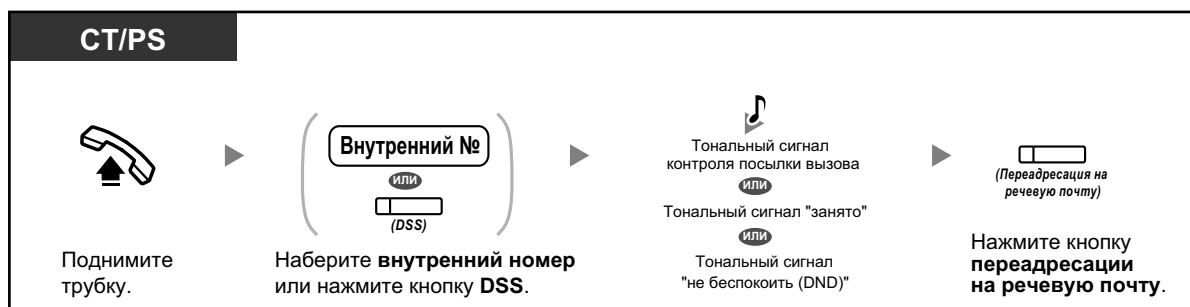 CT/PS
Поднимите
трубку.
Внутренний №
ИЛИ
(DSS)
Наберите внутренний номер
или нажмите кнопку DSS.
Тональный сигнал
контроля посылки вызова
ИЛИ
Тональный сигнал "занято"
ИЛИ
Тональный сигнал
"не беспокоить (DND)"
(Переадресация на
речевую почту)
Нажмите кнопку
переадресации
на речевую почту.